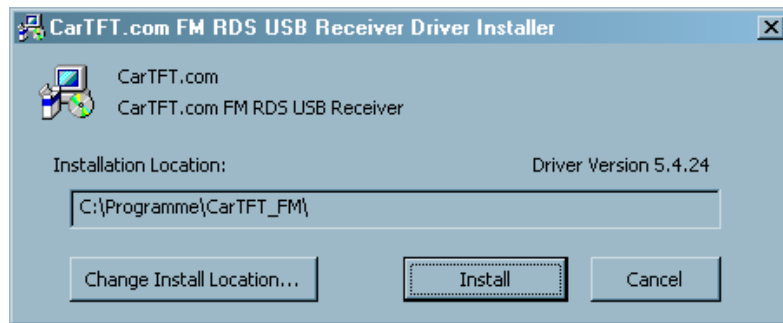 CarTFT.com FM RDS USB Receiver Driver Installer
CarTFT.com
CarTFT.com FM RDS USB Receiver
Installation Location: Driver Version 5.4.24
C:\Programme\CarTFT_FM\
Change Install Location... Install Cancel